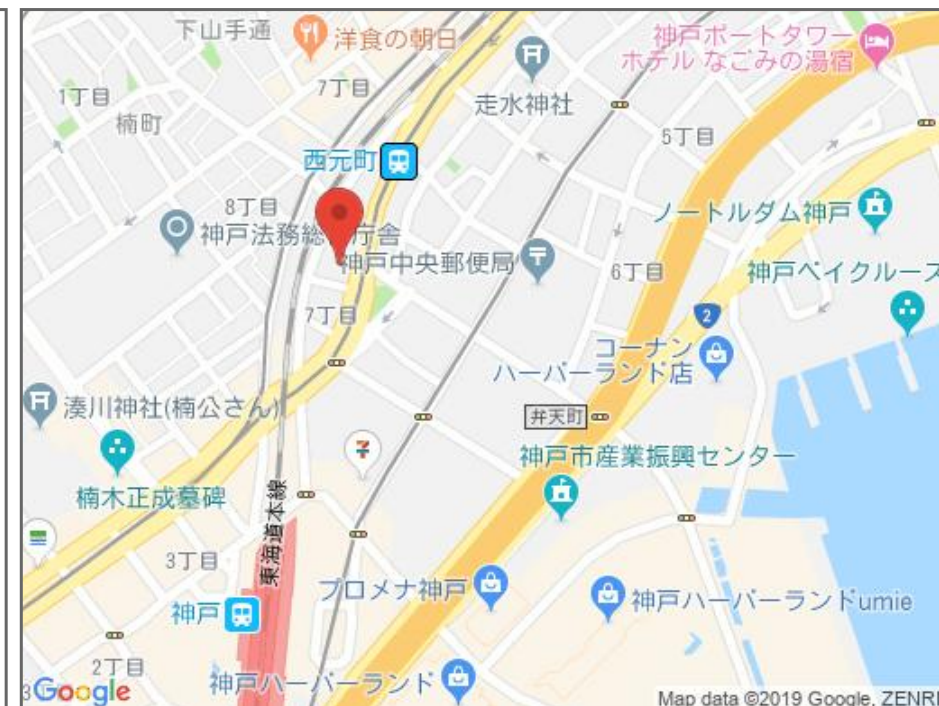 下山手通
洋食の朝日
神戸ポートタワー
ホテル なごみの湯宿
1丁目
7丁目
楠町
走水神社
5丁目
西元町
8丁目
ノートルダム神戸
神戸法務総
庁舎
神戸中央郵便局
6丁目
神戸ベイクルーズ
7丁目
2
コーナン
ハーバーランド店
湊川神社(楠公さん)
弁天町
7
神戸市産業振興センター
楠木正成墓碑
東海道本線
3丁目
プロメナ神戸
神戸ハーバーランドumie
神戸
2丁目
3
Google
神戸ハーバーランド
Map data ©2019 Google, ZENRI